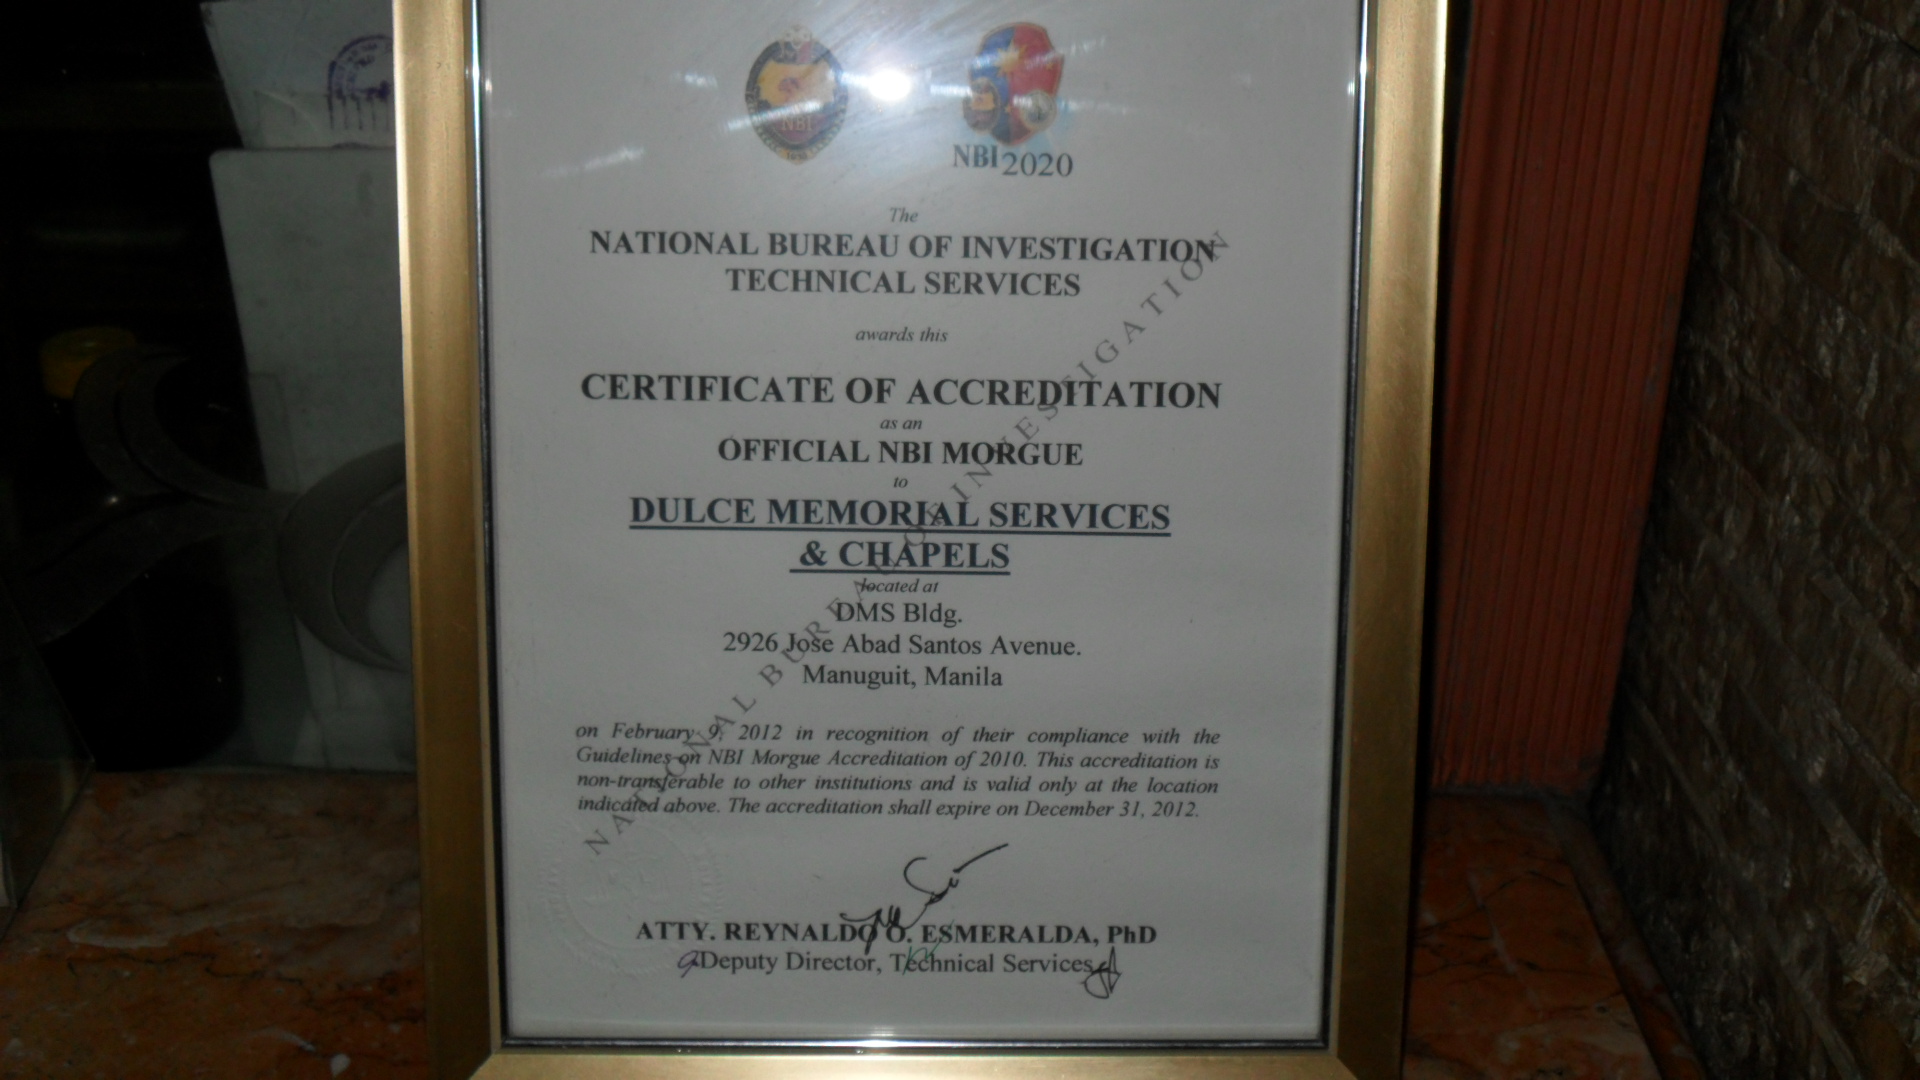 NBI
NBI 2020
The
NATIONAL BUREAU OF INVESTIGATION
TECHNICAL SERVICES
awards this
CERTIFICATE OF ACCREDITATION
as an
OFFICIAL NBI MORGUE
to
DULCE MEMORIAL SERVICES
& CHAPELS
located at
DMS Bldg.
2926 Jose Abad Santos Avenue.
Manuguit, Manila
on February 9, 2012 in recognition of their compliance with the
Guidelines on NBI Morgue Accreditation of 2010. This accreditation is
non-transferable to other institutions and is valid only at the location
indicated above. The accreditation shall expire on December 31, 2012.
NATIONAL BUREAU OF INVESTIGATION
ATTY. REYNALDO O. ESMERALDA, PhD
Deputy Director, Technical Services